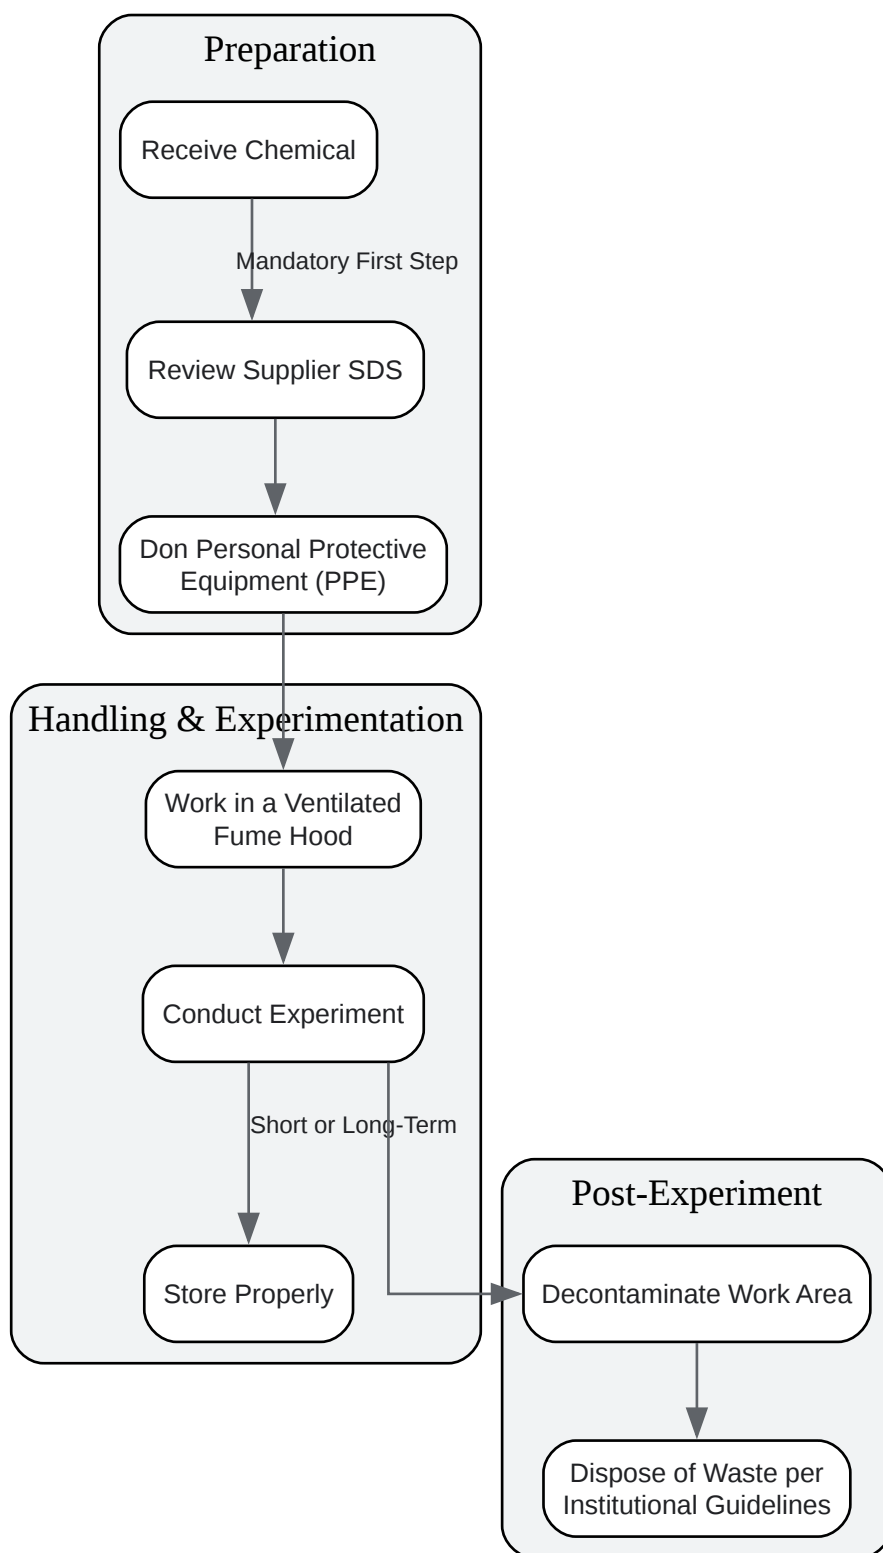 Preparation
Receive Chemical
Mandatory First Step
Review Supplier SDS
Don Personal Protective
Equipment (PPE)
Handling & Experimentation
Work in a Ventilated
Fume Hood
Conduct Experiment
Short or Long-Term
Store Properly
Post-Experiment
Decontaminate Work Area
Dispose of Waste per
Institutional Guidelines